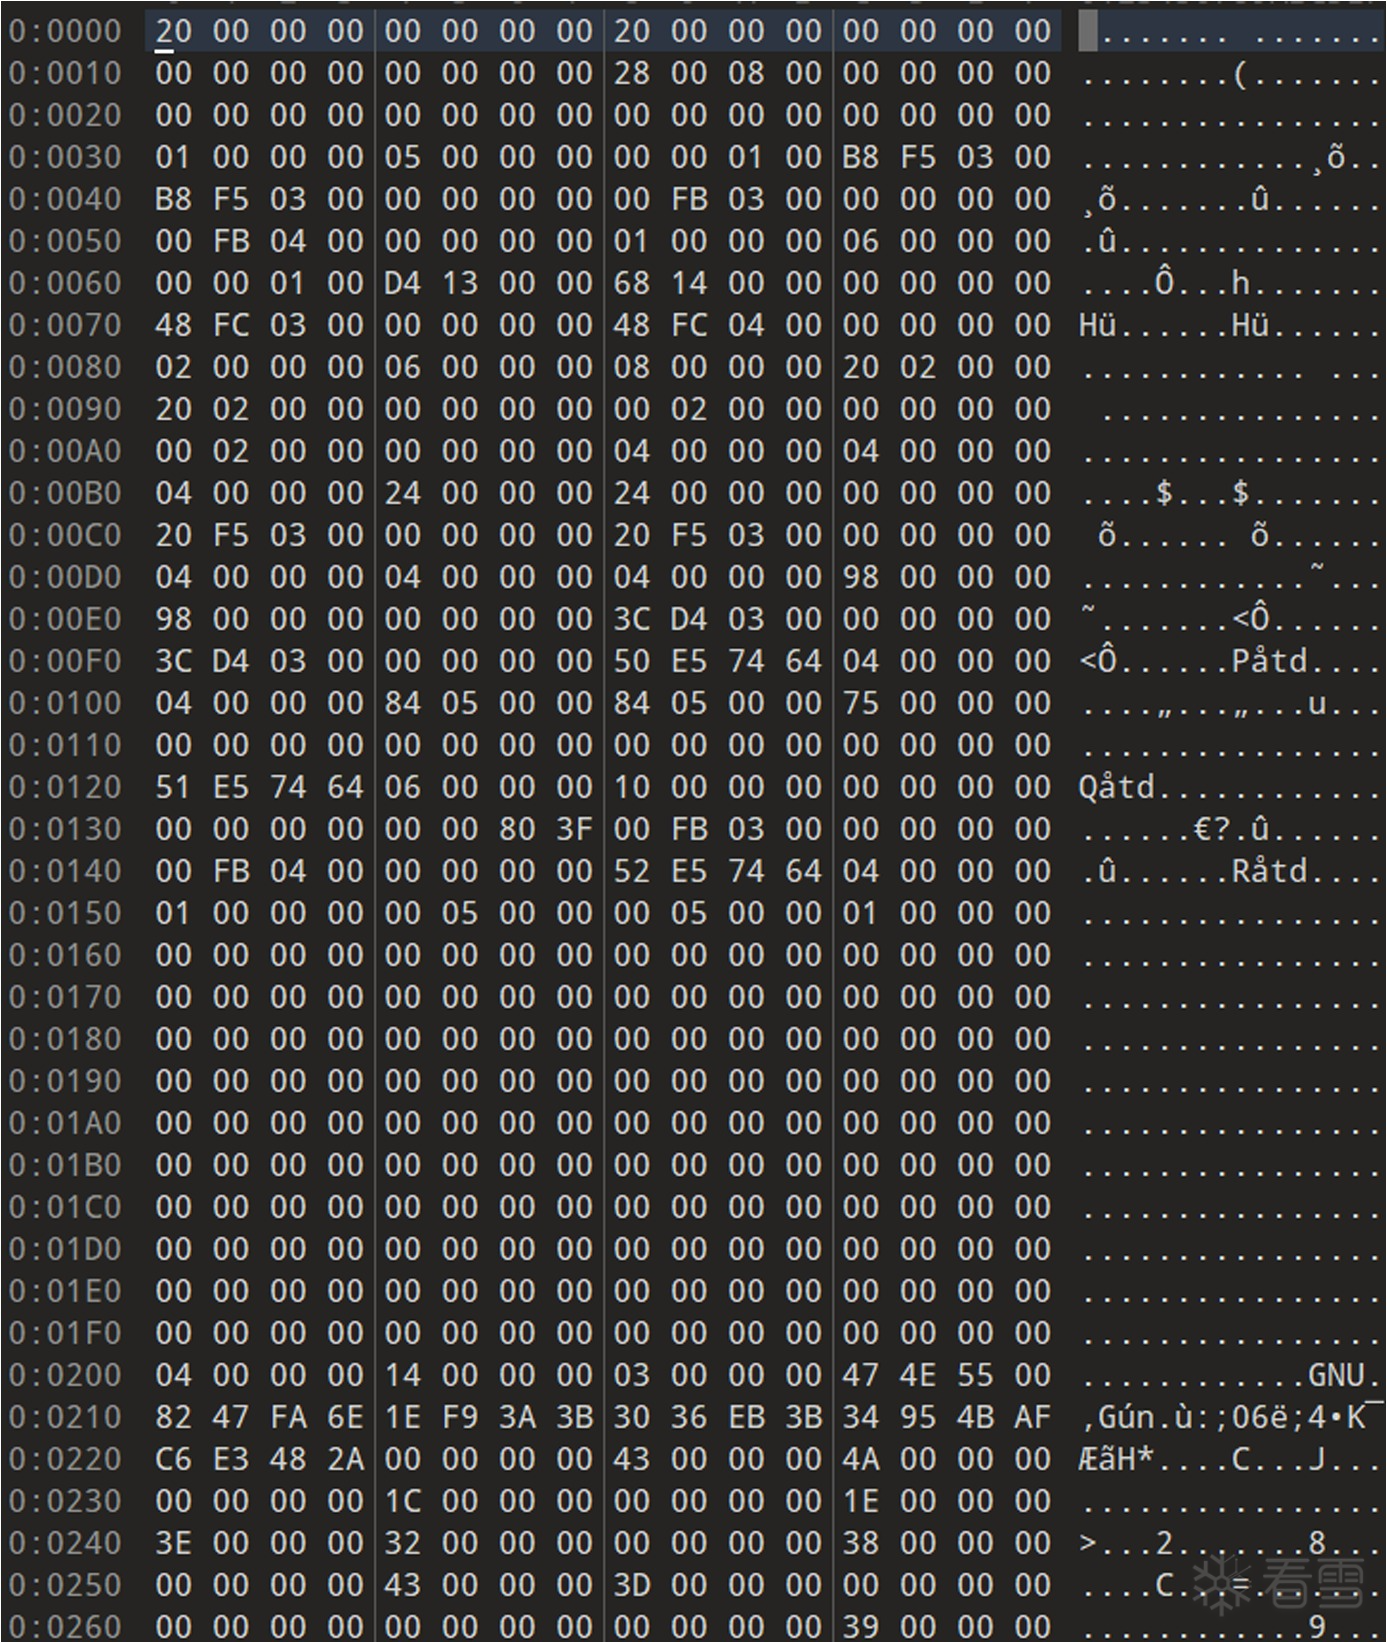 0:0000 20 00 00 00 00 00 00 00 20 00 00 00 00 00 00 00 ....... .......
0:0010 00 00 00 00 00 00 00 00 28 00 08 00 00 00 00 00 ........(.......
0:0020 00 00 00 00 00 00 00 00 00 00 00 00 00 00 00 00 ................
0:0030 01 00 00 00 05 00 00 00 00 00 01 00 B8 F5 03 00 ............¸õ..
0:0040 B8 F5 03 00 00 00 00 00 00 FB 03 00 00 00 00 00 ¸õ.......û......
0:0050 00 FB 04 00 00 00 00 00 01 00 00 00 06 00 00 00 .û..............
0:0060 00 00 01 00 D4 13 00 00 68 14 00 00 00 00 00 00 ....Ô...h.......
0:0070 48 FC 03 00 00 00 00 00 48 FC 04 00 00 00 00 00 Hü......Hü......
0:0080 02 00 00 00 06 00 00 00 08 00 00 00 20 02 00 00 ............ ...
0:0090 20 02 00 00 00 00 00 00 00 02 00 00 00 00 00 00  ...............
0:00A0 00 02 00 00 00 00 00 00 04 00 00 00 04 00 00 00 ................
0:00B0 04 00 00 00 24 00 00 00 24 00 00 00 00 00 00 00 ....$...$.......
0:00C0 20 F5 03 00 00 00 00 00 20 F5 03 00 00 00 00 00  õ...... õ......
0:00D0 04 00 00 00 04 00 00 00 04 00 00 00 98 00 00 00 ............˜...
0:00E0 98 00 00 00 00 00 00 00 3C D4 03 00 00 00 00 00 ˜.......<Ô......
0:00F0 3C D4 03 00 00 00 00 00 50 E5 74 64 04 00 00 00 <Ô......Påtd....
0:0100 04 00 00 00 84 05 00 00 84 05 00 00 75 00 00 00 ....„...„...u...
0:0110 00 00 00 00 00 00 00 00 00 00 00 00 00 00 00 00 ................
0:0120 51 E5 74 64 06 00 00 00 10 00 00 00 00 00 00 00 Qåtd............
0:0130 00 00 00 00 00 00 80 3F 00 FB 03 00 00 00 00 00 ......€?.û......
0:0140 00 FB 04 00 00 00 00 00 52 E5 74 64 04 00 00 00 .û......Råtd....
0:0150 01 00 00 00 00 05 00 00 00 05 00 00 01 00 00 00 ................
0:0160 00 00 00 00 00 00 00 00 00 00 00 00 00 00 00 00 ................
0:0170 00 00 00 00 00 00 00 00 00 00 00 00 00 00 00 00 ................
0:0180 00 00 00 00 00 00 00 00 00 00 00 00 00 00 00 00 ................
0:0190 00 00 00 00 00 00 00 00 00 00 00 00 00 00 00 00 ................
0:01A0 00 00 00 00 00 00 00 00 00 00 00 00 00 00 00 00 ................
0:01B0 00 00 00 00 00 00 00 00 00 00 00 00 00 00 00 00 ................
0:01C0 00 00 00 00 00 00 00 00 00 00 00 00 00 00 00 00 ................
0:01D0 00 00 00 00 00 00 00 00 00 00 00 00 00 00 00 00 ................
0:01E0 00 00 00 00 00 00 00 00 00 00 00 00 00 00 00 00 ................
0:01F0 00 00 00 00 00 00 00 00 00 00 00 00 00 00 00 00 ................
0:0200 04 00 00 00 14 00 00 00 03 00 00 00 47 4E 55 00 ............GNU.
0:0210 82 47 FA 6E 1E F9 3A 3B 30 36 EB 3B 34 95 4B AF ‚Gún.ù:;06ë;4•K¯
0:0220 C6 E3 48 2A 00 00 00 00 43 00 00 00 4A 00 00 00 ÆãH*....C...J...
0:0230 00 00 00 00 1C 00 00 00 00 00 00 00 1E 00 00 00 ................
0:0240 3E 00 00 00 32 00 00 00 00 00 00 00 38 00 00 00 >...2.......8...
0:0250 00 00 00 00 43 00 00 00 3D 00 00 00 00 00 00 00 ....C...=.......
0:0260 00 00 00 00 00 00 00 00 00 00 00 00 39 00 00 00 ............9...
看雪